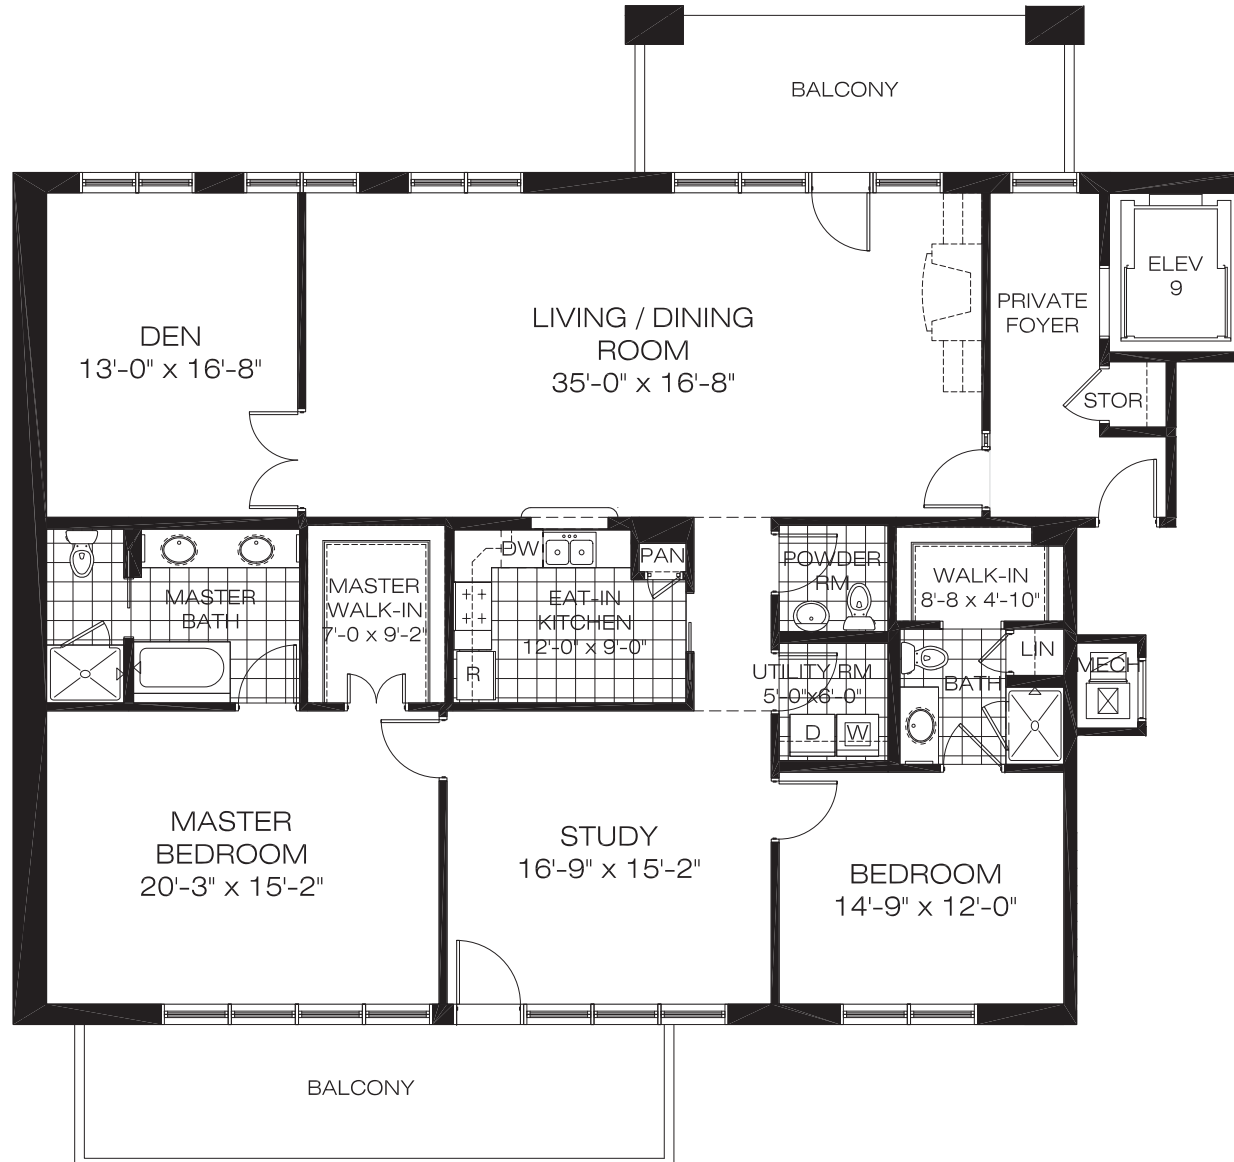 BALCONY
ELEV
9
PRIVATE
FOYER
LIVING / DINING
ROOM
35'-0" x 16'-8"
DEN
13'-0" x 16'-8"
STOR
DW
PAN
POWDER
RM
MASTER
BATH
MASTER
WALK-IN
7'-0 x 9'-2"
EAT-IN
KITCHEN
12'-0" x 9'-0"
R
WALK-IN
8'-8 x 4'-10"
LIN
MECH
UTILITY RM
5'-0"x6'-0"
BATH
D
W
MASTER
BEDROOM
20'-3" x 15'-2"
STUDY
16'-9" x 15'-2"
BEDROOM
14'-9" x 12'-0"
BALCONY